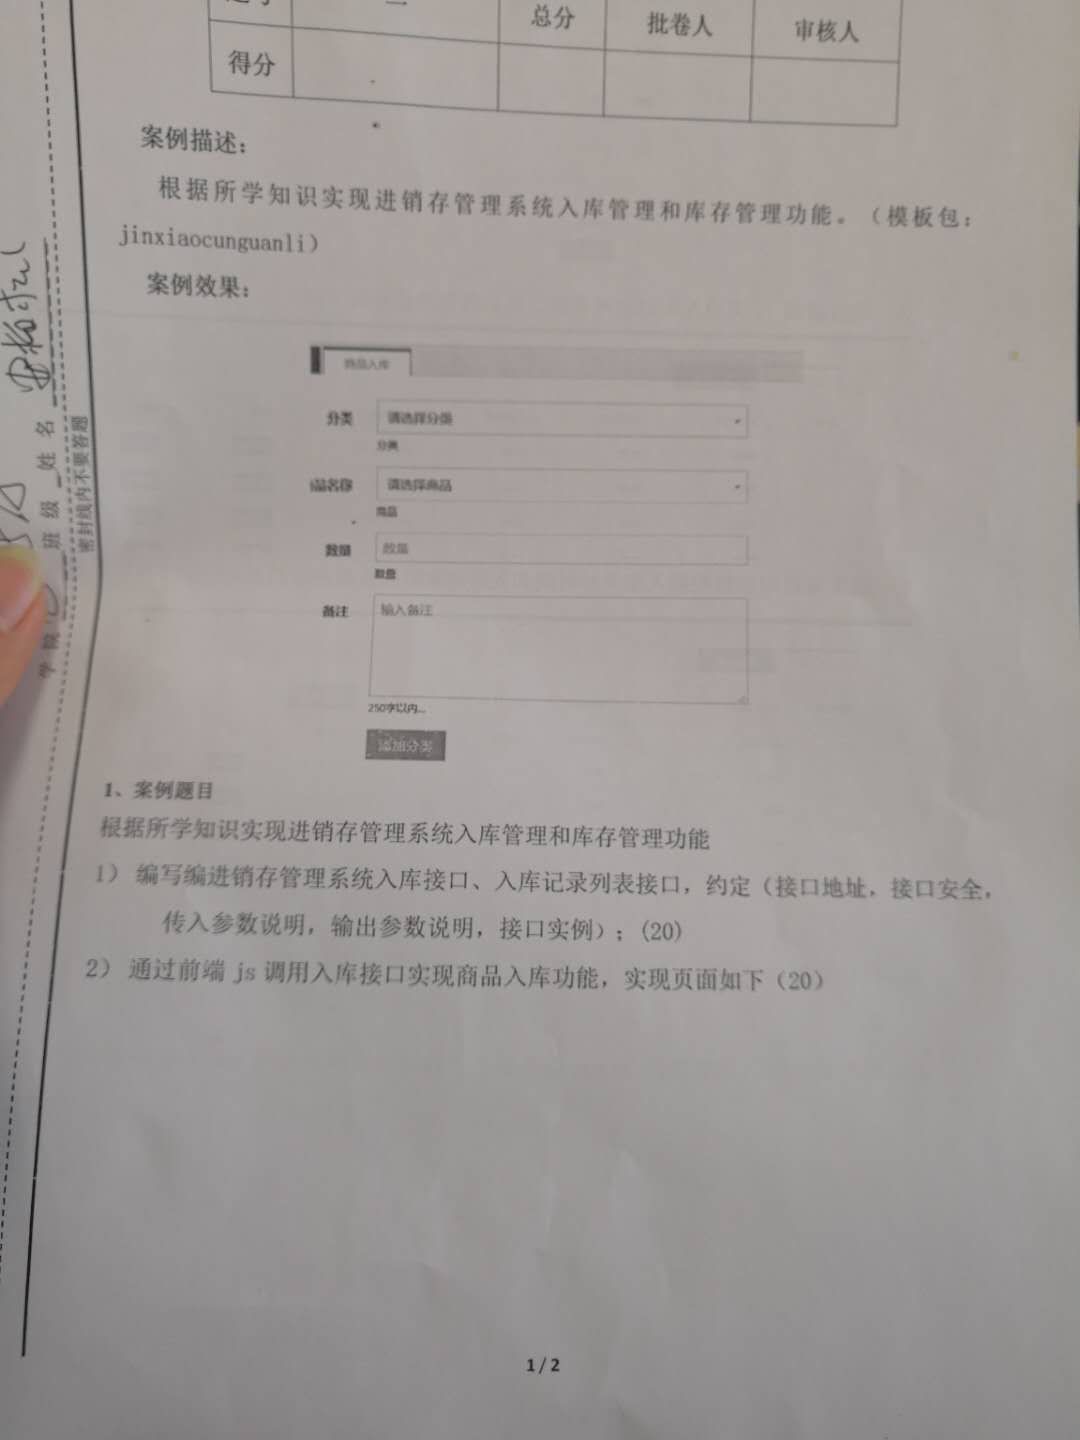 二
总分
批卷人
审核人
得分
案例描述：
根据所学知识实现进销存管理系统入库管理和库存管理功能。（模板包：
jinxiaocunguanli）
案例效果：
商品入库
分类
请选择分类
分类
品名称
请选择商品
商品
数量
数量
数量
备注
输入备注
250字以内...
添加分类
1、案例题目
根据所学知识实现进销存管理系统入库管理和库存管理功能
1） 编写编进销存管理系统入库接口、入库记录列表接口，约定（接口地址，接口安全，
传入参数说明，输出参数说明，接口实例）；(20)
2） 通过前端 js 调用入库接口实现商品入库功能，实现页面如下（20）
1 / 2
姓名
班级
密封线内不要答题